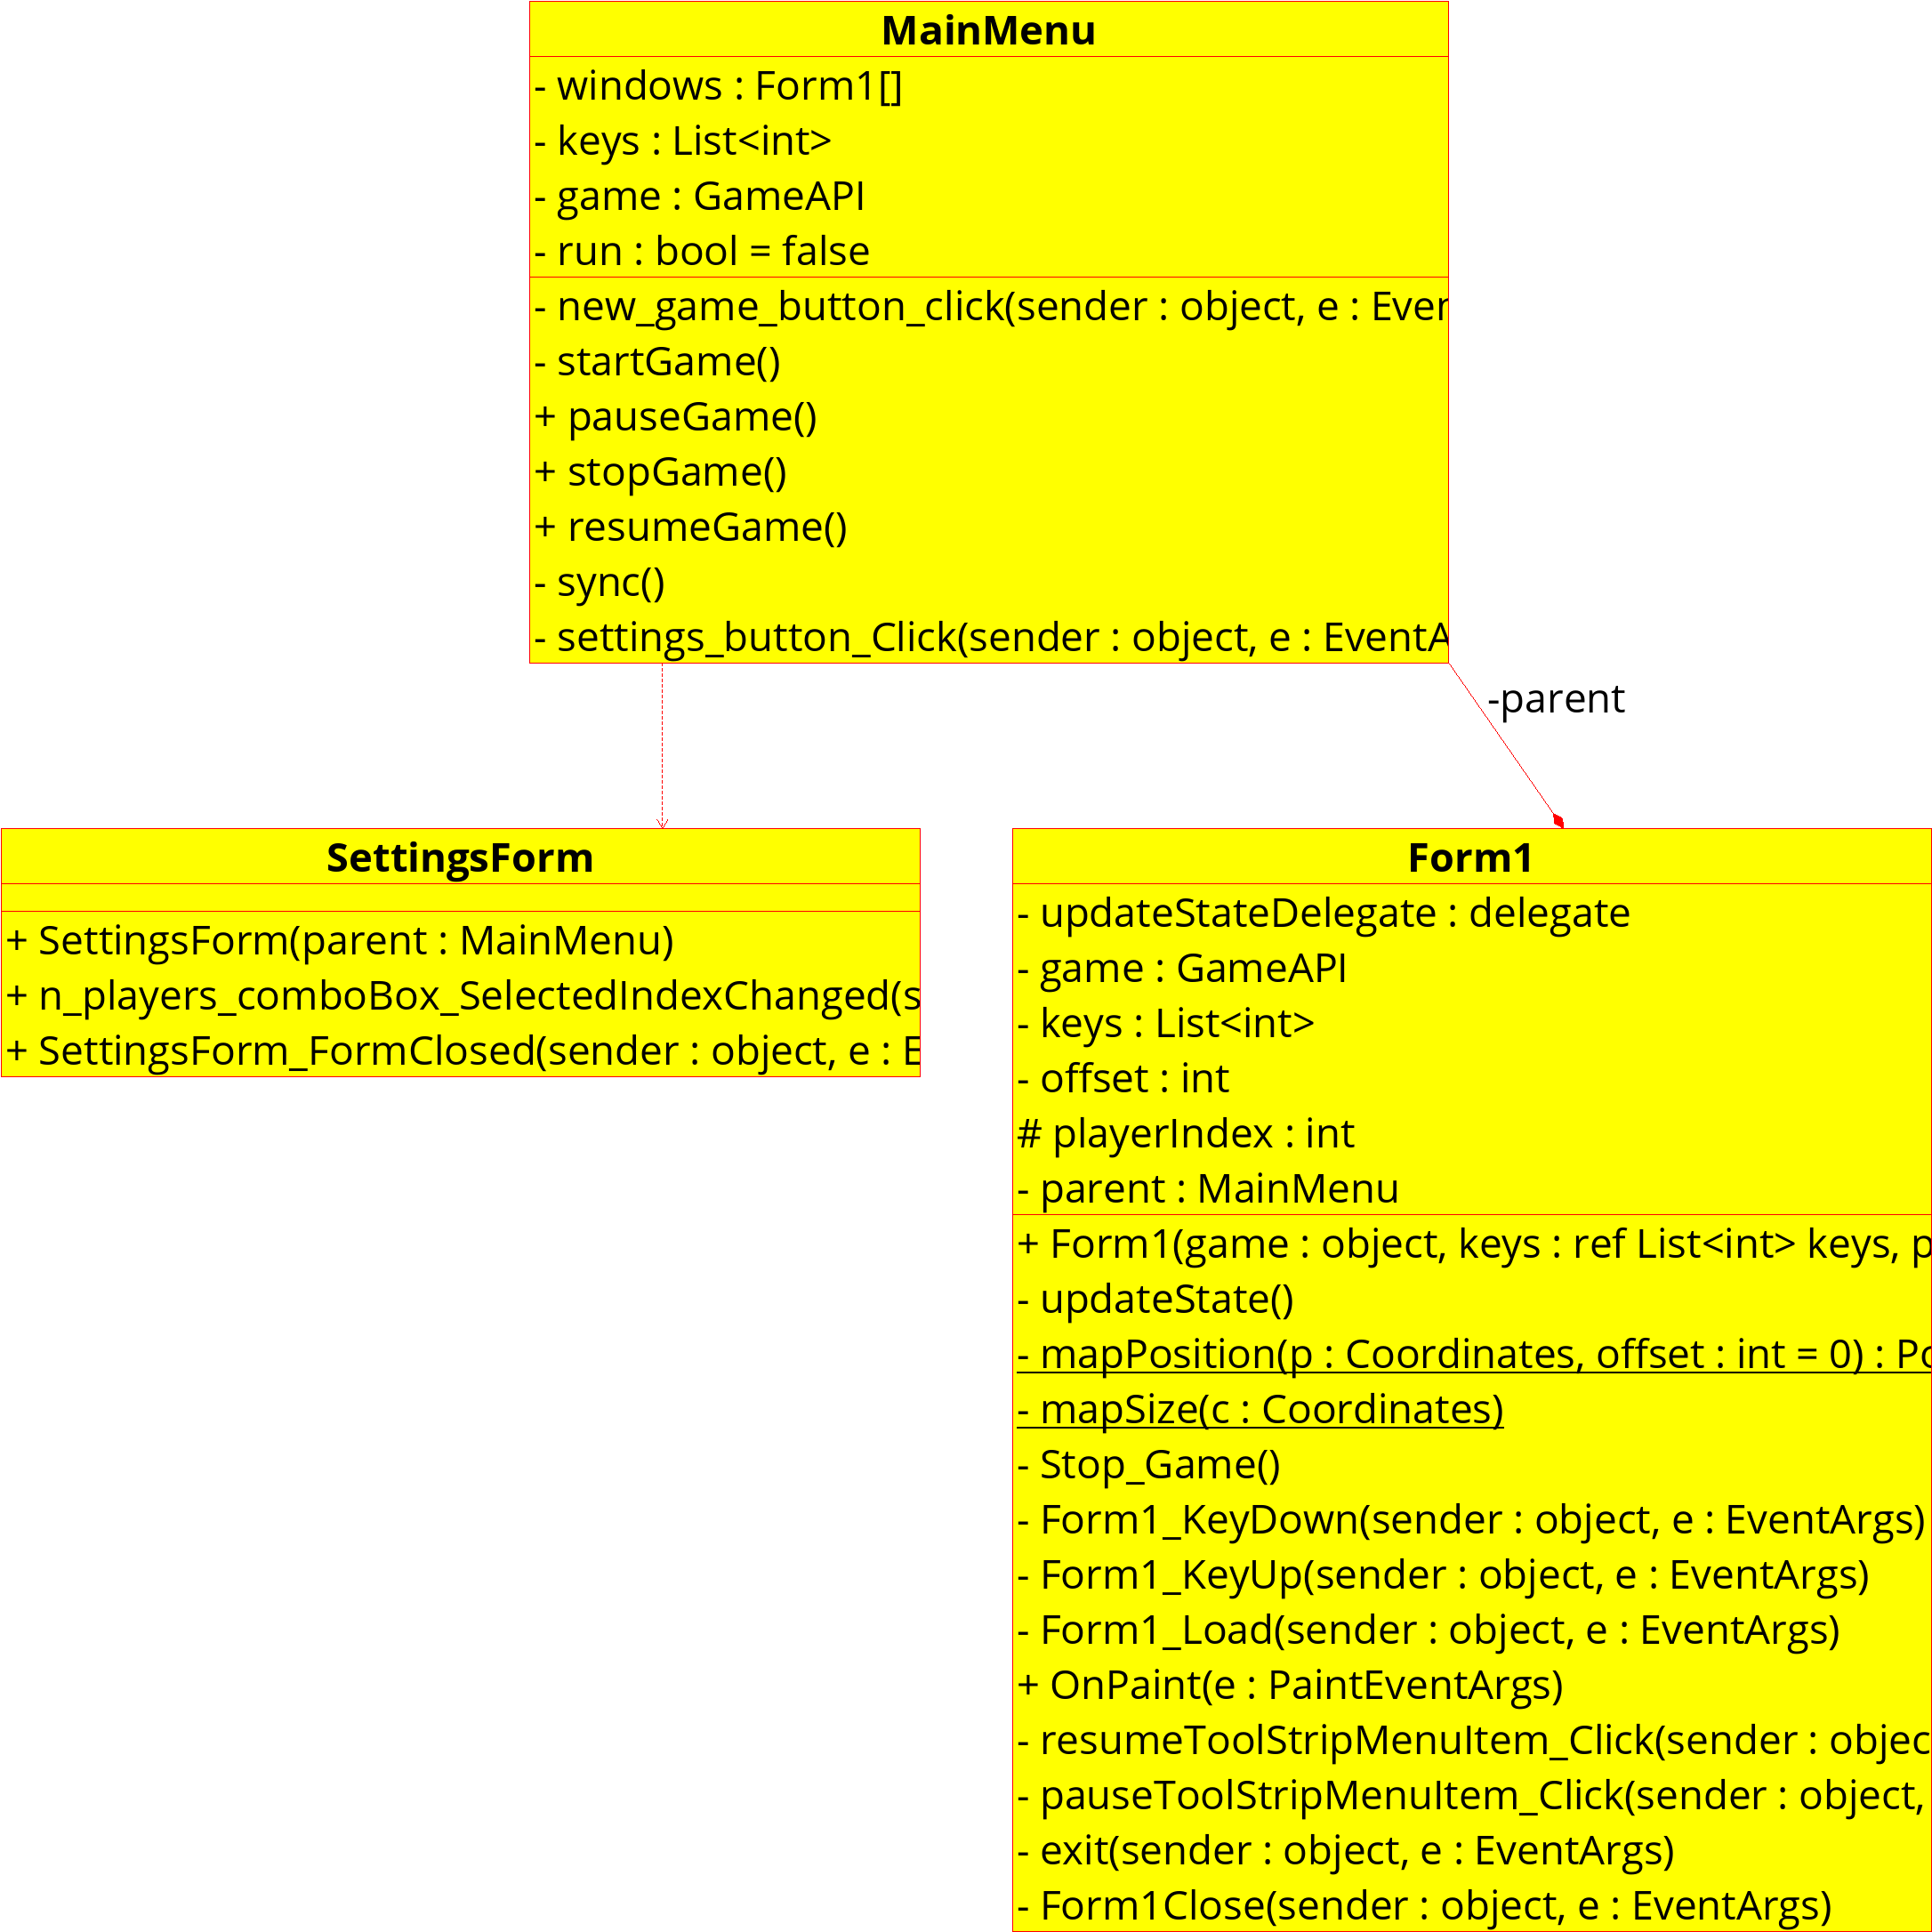 MainMenu
- windows : Form1[]
- keys : List<int>
- game : GameAPI
- run : bool = false
- new_game_button_click(sender : object, e :
- startGame()
+ pauseGame()
+ stopGame()
+ resumeGame()
- sync()
- settings_button_Click(sender : object, e :
-parent
SettingsForm
+ SettingsForm(parent : MainMenu)
+ n_players_comboBox_SelectedIndexChanged(s
+ SettingsForm_FormClosed(sender : object, e :
Form1
- updateStateDelegate : delegate
- game : GameAPI
- keys : List<int>
- offset : int
# playerIndex : int
- parent : MainMenu
+ Form1(game : object, keys : ref List<int> keys,
- updateState()
- mapPosition(p : Coordinates, offset : int = 0) :
- mapSize(c : Coordinates)
- Stop_Game()
- Form1_KeyDown(sender : object, e : EventArgs)
- Form1_KeyUp(sender : object, e : EventArgs)
- Form1_Load(sender : object, e : EventArgs)
+ OnPaint(e : PaintEventArgs)
- resumeToolStripMenuItem_Click(sender : objec
- pauseToolStripMenuItem_Click(sender : object,
- exit(sender : object, e : EventArgs)
- Form1Close(sender : object, e : EventArgs)